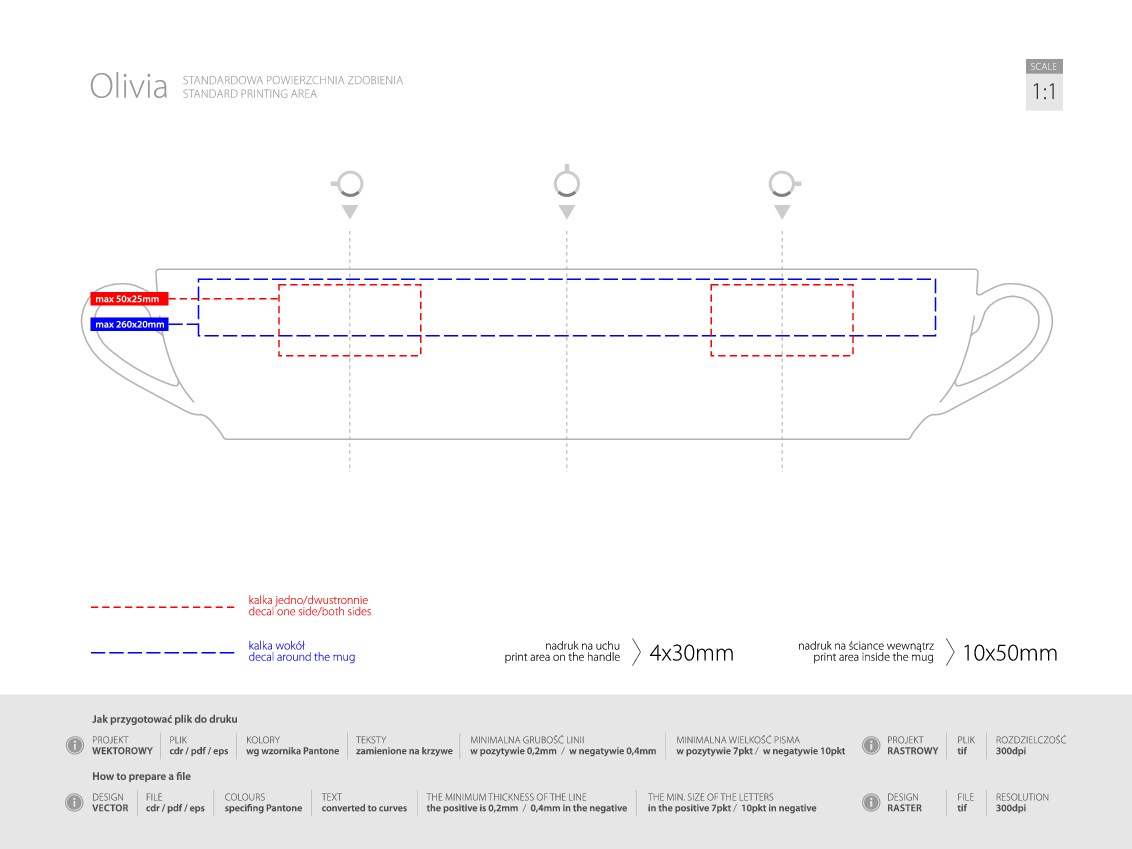 Olivia
STANDARDOWA POWIERZCHNIA ZDOBIENIA
STANDARD PRINTING AREA
SCALE
1:1
max 50x25mm
max 260x20mm
kalka jedno/dwustronnie
decal one side/both sides
kalka wokół
decal around the mug
nadruk na uchu
print area on the handle
4x30mm
nadruk na ściance wewnątrz
print area inside the mug
10x50mm
Jak przygotować plik do druku
PROJEKT
WEKTOROWY
PLIK
cdr / pdf / eps
KOLORY
wg wzornika Pantone
TEKSTY
zamienione na krzywe
MINIMALNA GRUBOŚĆ LINII
w pozytywie 0,2mm / w negatywie 0,4mm
MINIMALNA WIELKOŚĆ PISMA
w pozytywie 7pkt / w negatywie 10pkt
PROJEKT
RASTROWY
PLIK
tif
ROZDZIELCZOŚĆ
300dpi
How to prepare a file
DESIGN
VECTOR
FILE
cdr / pdf / eps
COLOURS
specifing Pantone
TEXT
converted to curves
THE MINIMUM THICKNESS OF THE LINE
the positive is 0,2mm / 0,4mm in the negative
THE MIN. SIZE OF THE LETTERS
in the positive 7pkt / 10pkt in negative
DESIGN
RASTER
FILE
tif
RESOLUTION
300dpi